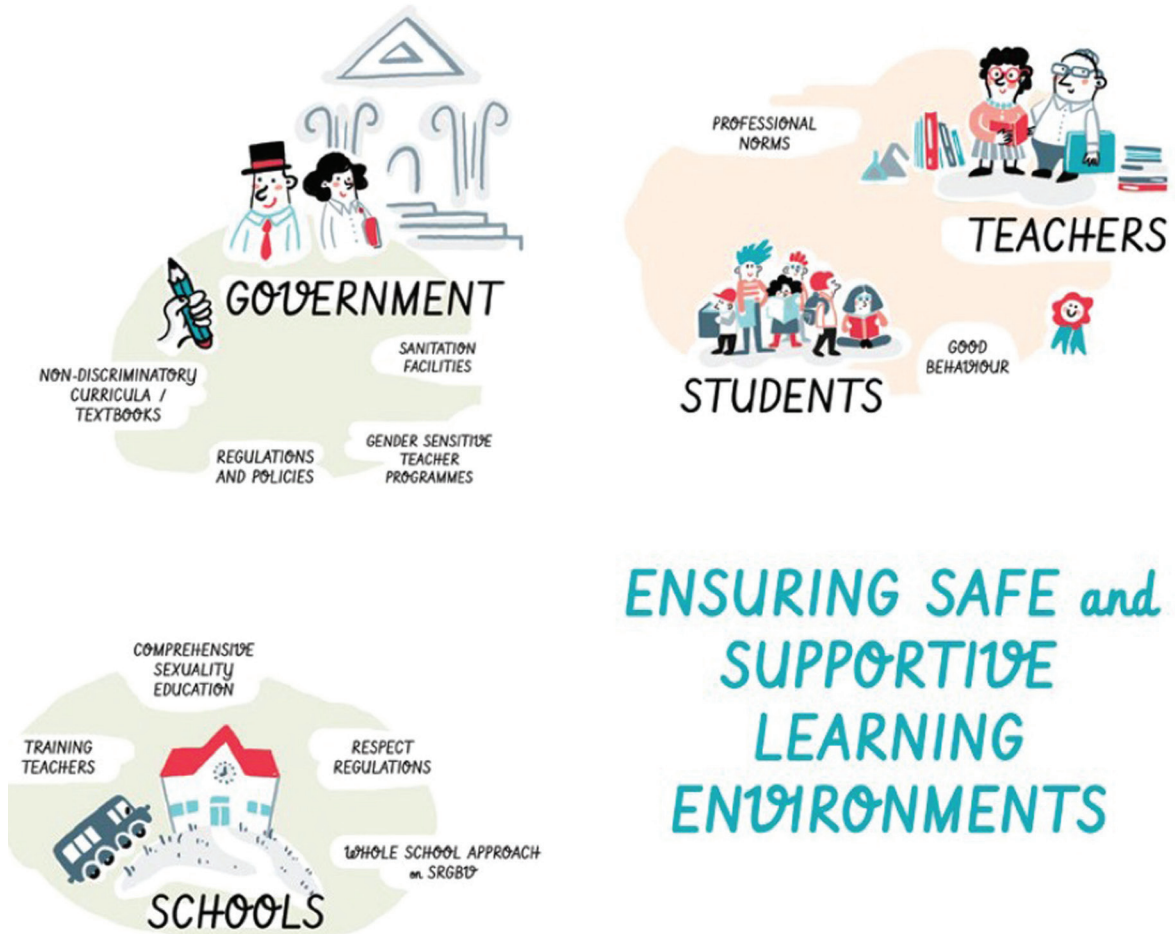 GOVERNMENT
SANITATION
FACILITIES
NON-DISCRIMINATORY
CURRICULA /
TEXTBOOKS
REGULATIONS
AND POLICIES
GENDER SENSITIVE
TEACHER
PROGRAMMES
PROFESSIONAL
NORMS
TEACHERS
STUDENTS
GOOD
BEHAVIOUR
COMPREHENSIVE
SEXUALITY
EDUCATION
TRAINING
TEACHERS
RESPECT
REGULATIONS
WHOLE SCHOOL APPROACH
on SRGBV
SCHOOLS
ENSURING SAFE and
SUPPORTIVE
LEARNING
ENVIRONMENTS